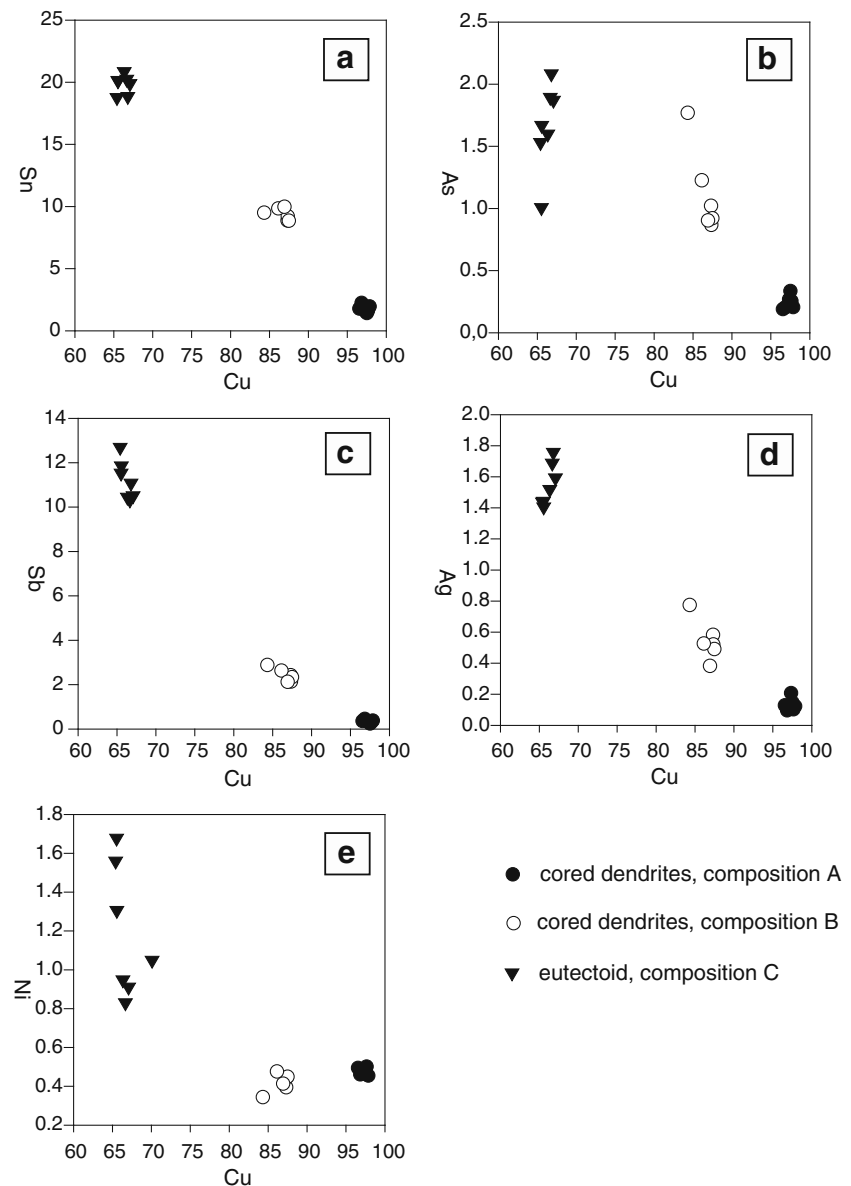 a
25
20
15
10
5
0
Sn
60 65 70 75 80 85 90 95 100
Cu
b
2.5
2.0
1.5
1.0
0.5
0,0
As
60 65 70 75 80 85 90 95 100
Cu
c
14
12
10
8
6
4
2
0
Sb
60 65 70 75 80 85 90 95 100
Cu
d
2.0
1.8
1.6
1.4
1.2
1.0
0.8
0.6
0.4
0.2
0.0
Ag
60 65 70 75 80 85 90 95 100
Cu
e
1.8
1.6
1.4
1.2
1.0
0.8
0.6
0.4
0.2
Ni
60 65 70 75 80 85 90 95 100
Cu
cored dendrites, composition A
cored dendrites, composition B
eutectoid, composition C